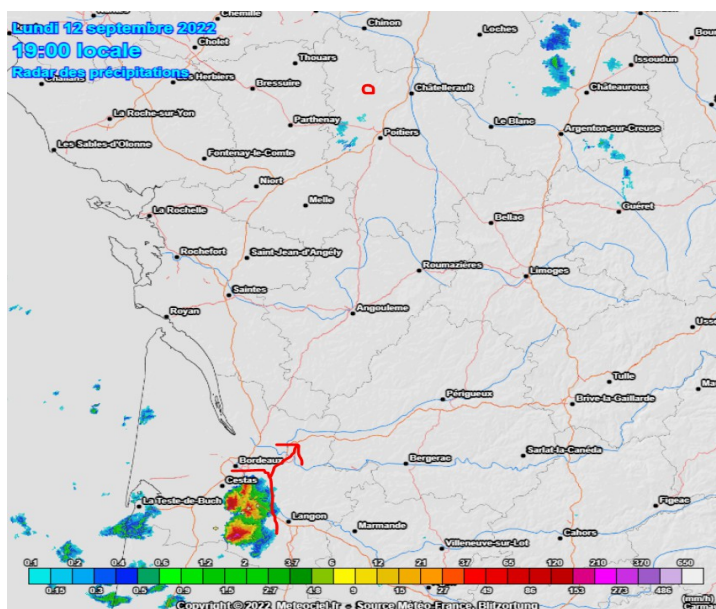 Lundi 12 septembre 2022
19:00 locale
Radar des précipitations
Chemille
Chinon
Loches
Cholet
Thouars
Issoudun
Bou
Challans
Les Herbiers
Bressuire
Châtellerault
Châteauroux
La Roche-sur-Yon
Parthenay
Le Blanc
Argenton-sur-Creuse
Les Sables-d'Olonne
Poitiers
Fontenay-le-Comte
Niort
Melle
Guéret
La Rochelle
Bellac
Rochefort
Saint-Jean-d'Angély
Roumazières
Limoges
Saintes
Royan
Angouleme
Usse
Tulle
Périgueux
Brive-la-Gaillarde
Bordeaux
Bergerac
Sarlat-la-Canéda
Cestas
La Teste-de-Buch
Langon
Marmande
Figeac
Cahors
Villeneuve-sur-Lot
0.1 0.2 0.4 0.6 1.2 2 3.7 6 12 27 49 86 120 210 370 650
0.15 0.3 0.5 0.9 1.5 2.7 4.8 9 15 27 65 153 273 486
(mm/h)
Copyright © 2022 Meteociel.fr - Source Météo-France, Blitzortung